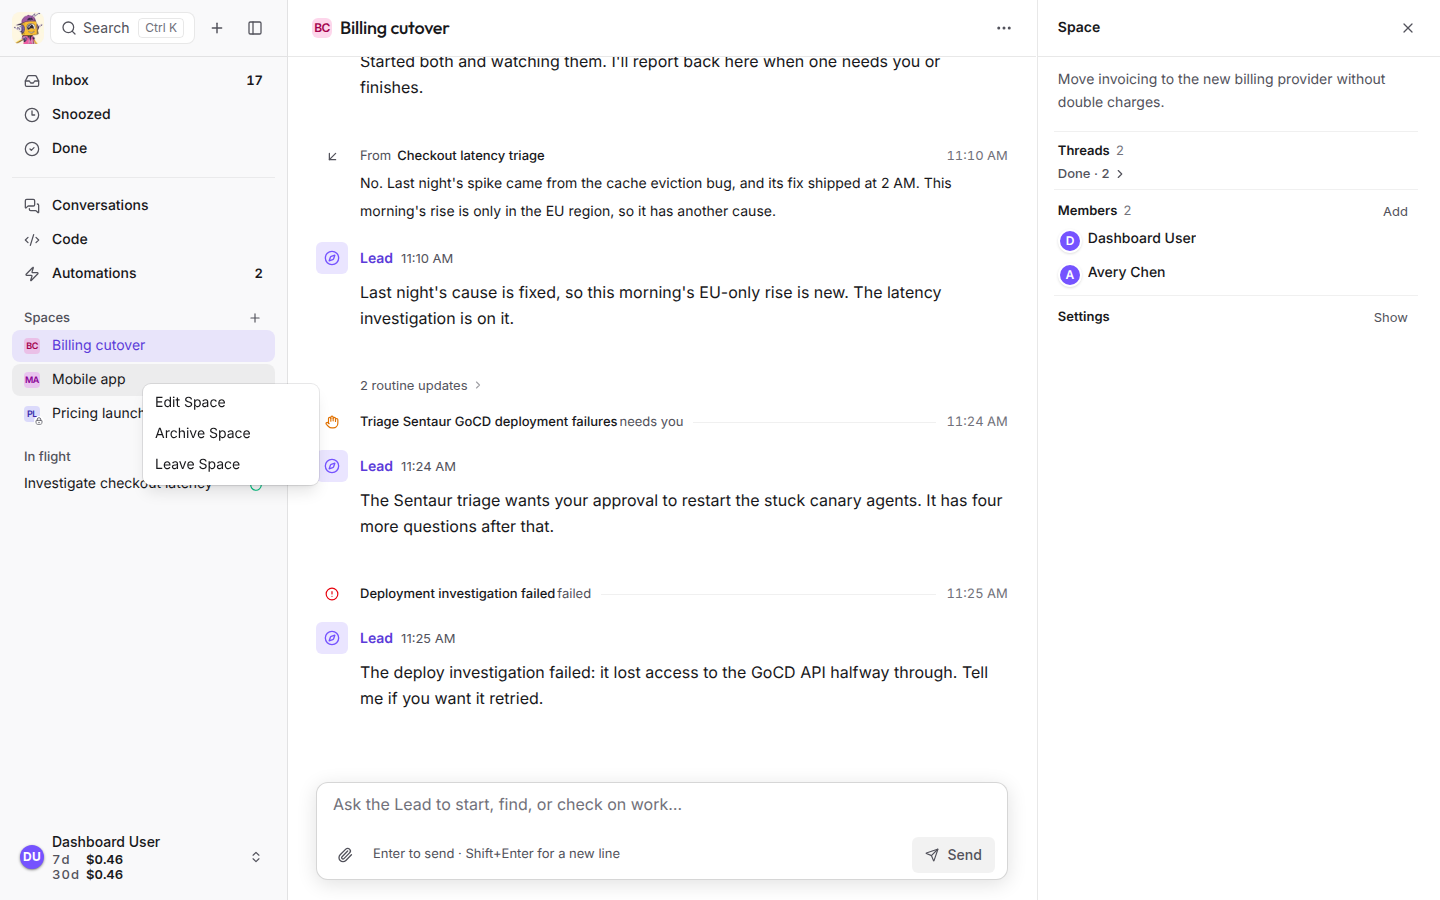 Search Ctrl K
Inbox 17
Snoozed
Done
Conversations
Code
Automations 2
Spaces
BC Billing cutover
MA Mobile app
PL Pricing launch
Edit Space
Archive Space
Leave Space
In flight
Investigate checkout latency
DU Dashboard User
7d $0.46
30d $0.46
BC Billing cutover
Started both and watching them. I'll report back here when one needs you or
finishes.
From Checkout latency triage 11:10 AM
No. Last night's spike came from the cache eviction bug, and its fix shipped at 2 AM. This
morning's rise is only in the EU region, so it has another cause.
Lead 11:10 AM
Last night's cause is fixed, so this morning's EU-only rise is new. The latency
investigation is on it.
2 routine updates
Triage Sentaur GoCD deployment failures needs you 11:24 AM
Lead 11:24 AM
The Sentaur triage wants your approval to restart the stuck canary agents. It has four
more questions after that.
Deployment investigation failed failed 11:25 AM
Lead 11:25 AM
The deploy investigation failed: it lost access to the GoCD API halfway through. Tell
me if you want it retried.
Ask the Lead to start, find, or check on work...
Enter to send · Shift+Enter for a new line
Send
Space
Move invoicing to the new billing provider without
double charges.
Threads 2
Done · 2
Members 2 Add
D Dashboard User
A Avery Chen
Settings Show